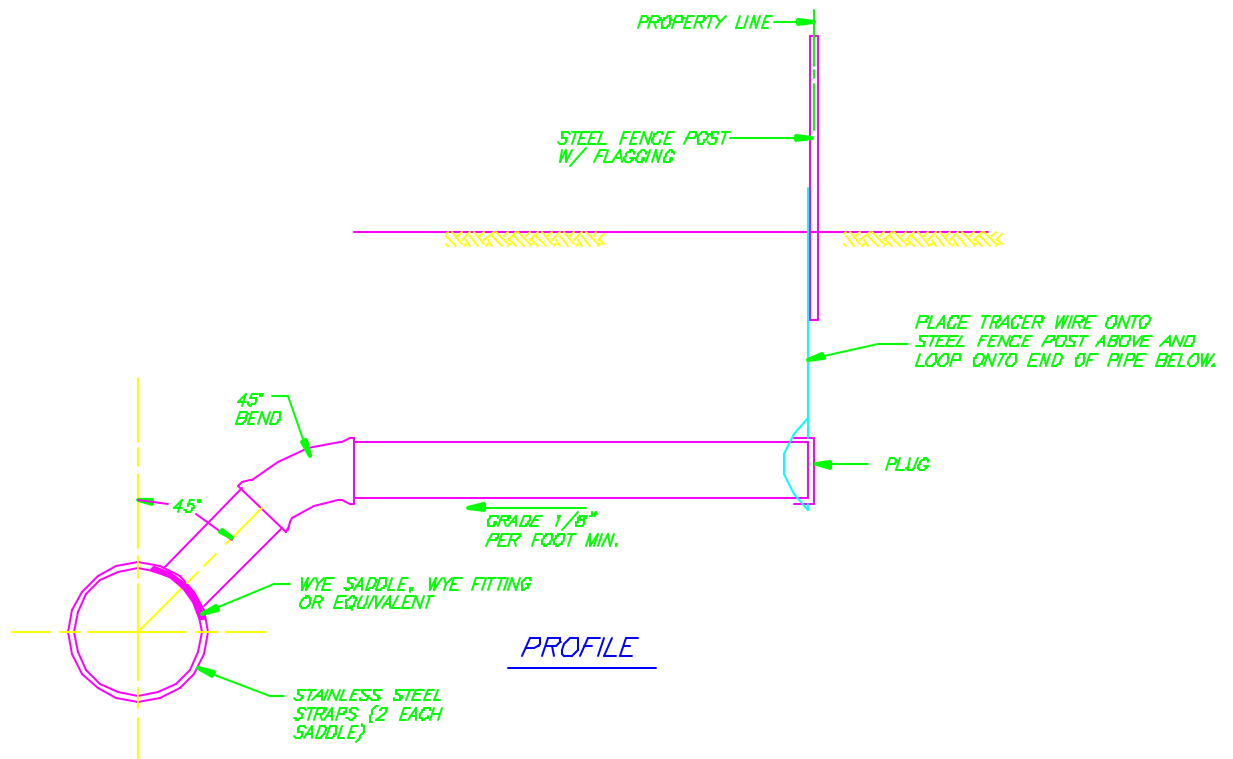 PROPERTY LINE
STEEL FENCE POST
W/ FLAGGING
PLACE TRACER WIRE ONTO
STEEL FENCE POST ABOVE AND
LOOP ONTO END OF PIPE BELOW.
45°
BEND
PLUG
45°
GRADE 1/8"
PER FOOT MIN.
WYE SADDLE, WYE FITTING
OR EQUIVALENT
PROFILE
STAINLESS STEEL
STRAPS (2 EACH
SADDLE)